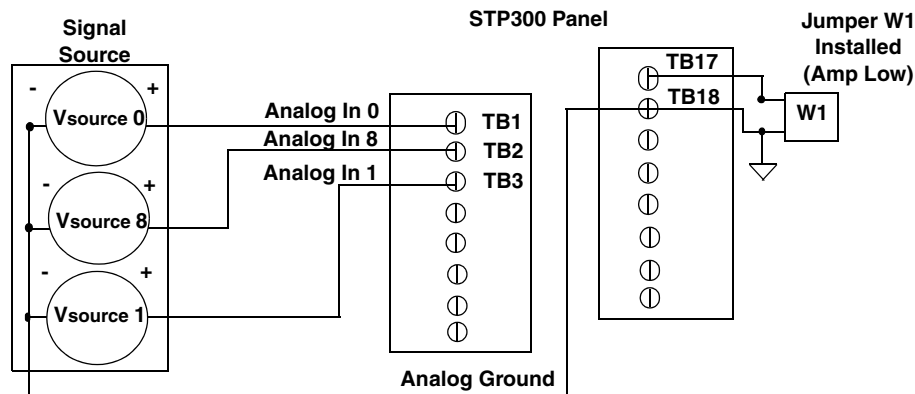 STP300 Panel
Signal
Source
Jumper W1
Installed
(Amp Low)
- +
Vsource 0
- +
Vsource 8
- +
Vsource 1
Analog In 0
Analog In 8
Analog In 1
TB1
TB2
TB3
TB17
TB18
W1
Analog Ground